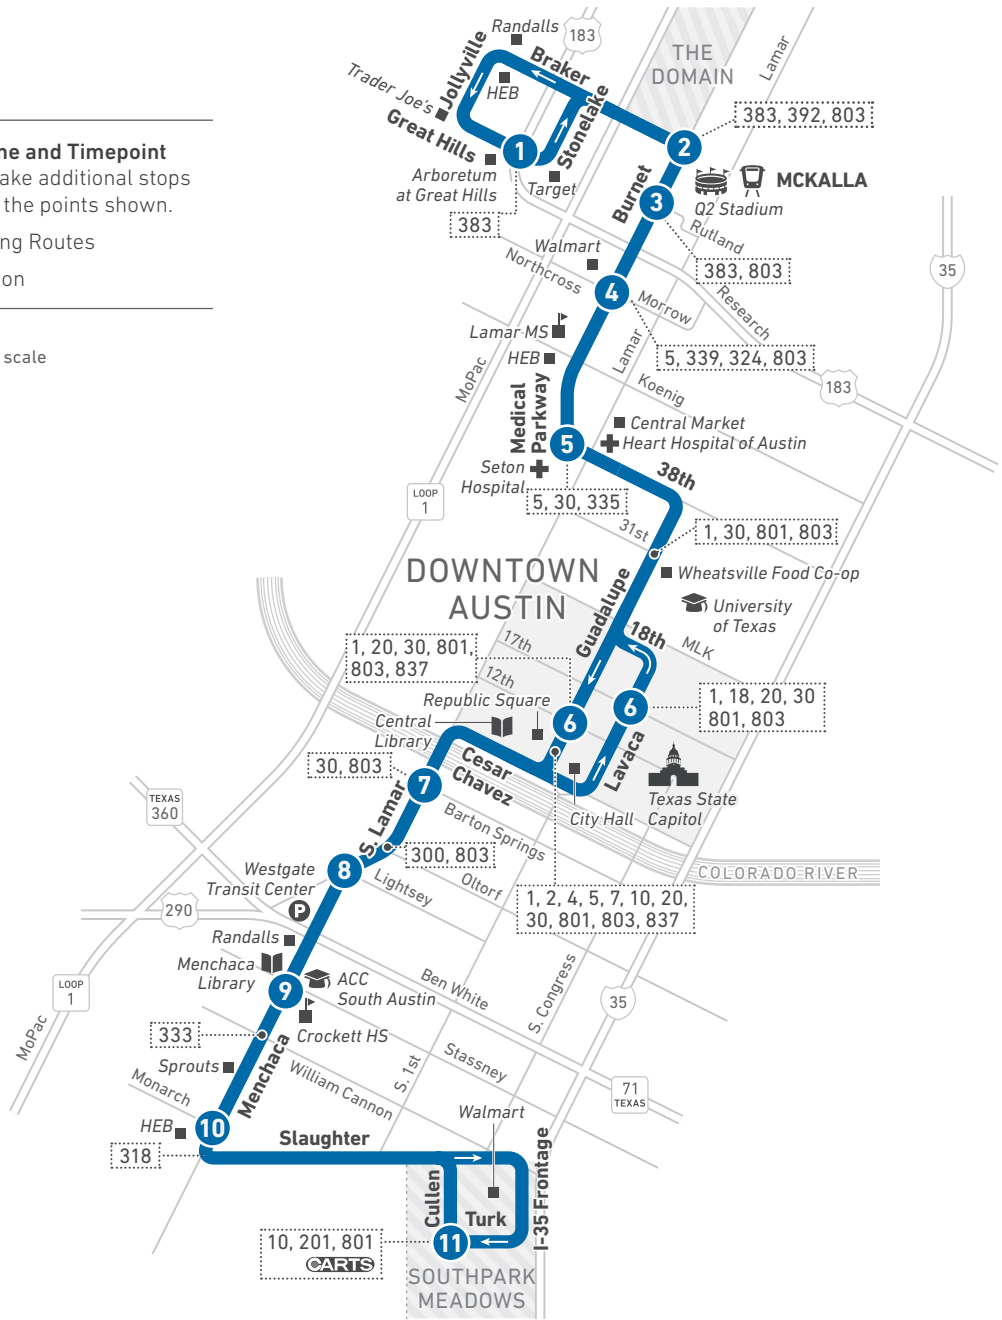 Randalls
183
THE
DOMAIN
Lamar
Jollyville
Braker
Trader Joe's
HEB
Great Hills
Stonelake
1
Arboretum
at Great Hills
Target
383
383, 392, 803
2
MCKALLA
Q2 Stadium
Burnet
3
Rutland
383, 803
Walmart
Northcross
4
Morrow
Research
35
Lamar MS
HEB
Lamar
5, 339, 324, 803
183
MoPac
Koenig
Medical
Parkway
Central Market
Heart Hospital of Austin
5
Seton
Hospital
38th
5, 30, 335
LOOP
1
31st
1, 30, 801, 803
Wheatsville Food Co-op
University
of Texas
DOWNTOWN
AUSTIN
Guadalupe
18th
MLK
17th
12th
1, 20, 30, 801,
803, 837
Republic Square
6
6
1, 18, 20, 30
801, 803
Central
Library
Cesar
Chavez
Lavaca
Texas State
Capitol
City Hall
30, 803
7
S. Lamar
Barton Springs
TEXAS
360
300, 803
COLORADO RIVER
Westgate
Transit Center
8
Lightsey
Oltorf
1, 2, 4, 5, 7, 10, 20,
30, 801, 803, 837
290
P
Randalls
Menchaca
Library
ACC
South Austin
9
Ben White
S. Congress
LOOP
1
35
Crockett HS
MoPac
333
Sprouts
Menchaca
William Cannon
S. 1st
Stassney
71
TEXAS
Monarch
HEB
10
Walmart
318
Slaughter
Cullen
Turk
I-35 Frontage
11
10, 201, 801
CARTS
SOUTHPARK
MEADOWS
ne and Timepoint
ake additional stops
the points shown.
ng Routes
on
scale